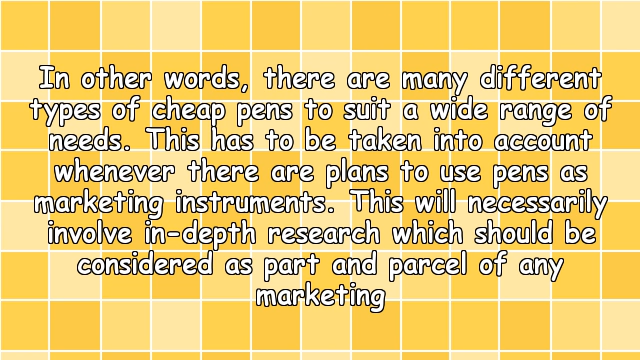 In other words, there are many different
types of cheap pens to suit a wide range of
needs. This has to be taken into account
whenever there are plans to use pens as
marketing instruments. This will necessarily
involve in-depth research which should be
considered as part and parcel of any
marketing